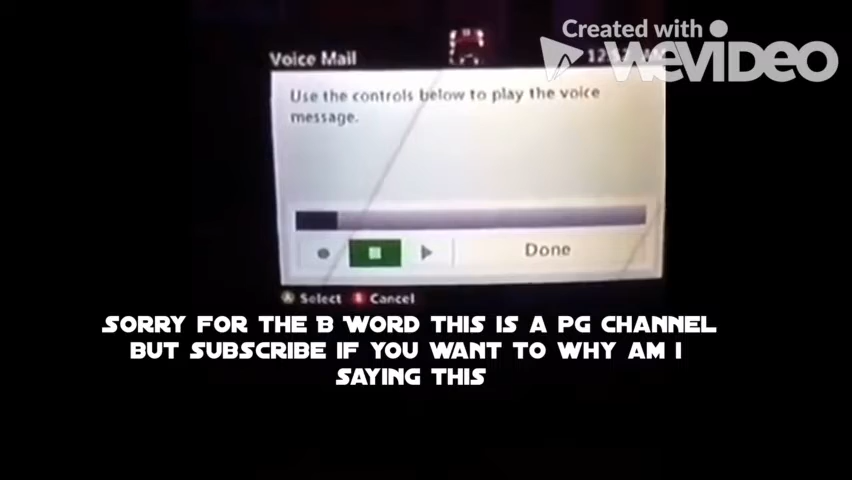 Created with
WEVIDEO
Voice Mail
Use the controls below to play the voice
message.
Done
Select Cancel
SORRY FOR THE B WORD THIS IS A PG CHANNEL
BUT SUBSCRIBE IF YOU WANT TO WHY AM I
SAYING THIS